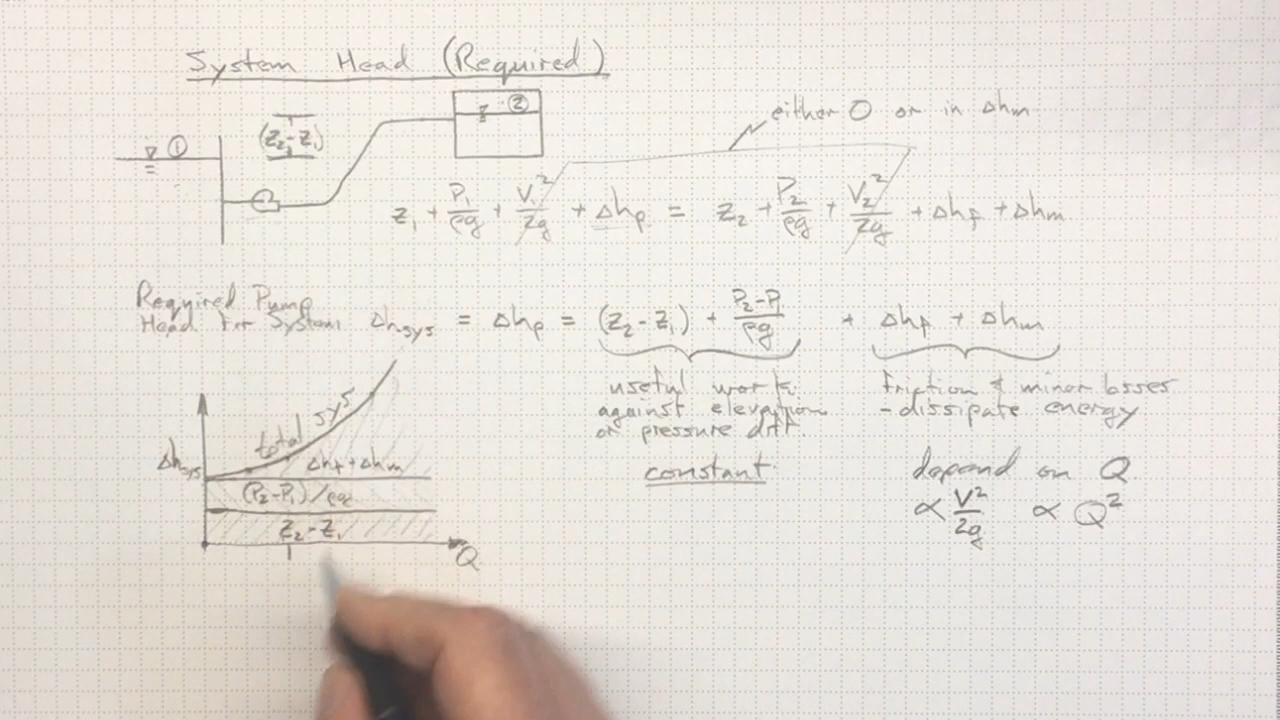 System Head (Required)
(Z₂-Z₁)
①
②
either 0 or in Δhm
Z₁ + P₁/ρg + V₁²/2g + Δhp = Z₂ + P₂/ρg + V₂²/2g + Δhf + Δhm
Required Pump
Head for System Δhsys = Δhp = (Z₂-Z₁) + P₂-P₁/ρg + Δhf + Δhm
useful work
against elevation
or pressure diff.
constant
friction & minor losses
- dissipate energy
depend on Q
∝ V²/2g ∝ Q²
total sys
Δhsys
Δhf+Δhm
(P₂-P₁)/ρg
Z₂-Z₁
Q